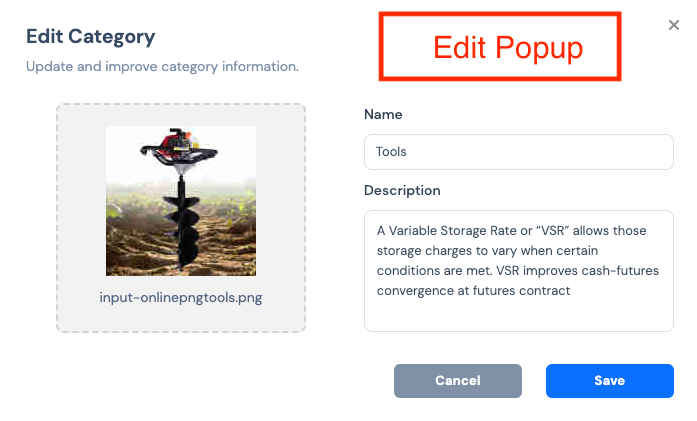 Edit Category
Edit Popup
Update and improve category information.
Name
Tools
Description
A Variable Storage Rate or “VSR” allows those
storage charges to vary when certain
conditions are met. VSR improves cash-futures
convergence at futures contract
input-onlinepngtools.png
Cancel
Save